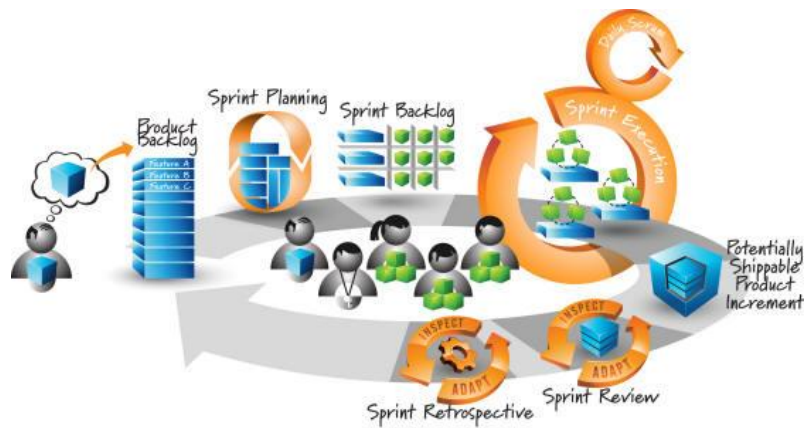 Daily Scrum
Sprint Planning
Sprint Backlog
Sprint Execution
Product
Backlog
Feature A
Feature B
Feature C
Potentially
Shippable
Product
Increment
INSPECT
ADAPT
Sprint Retrospective
INSPECT
ADAPT
Sprint Review